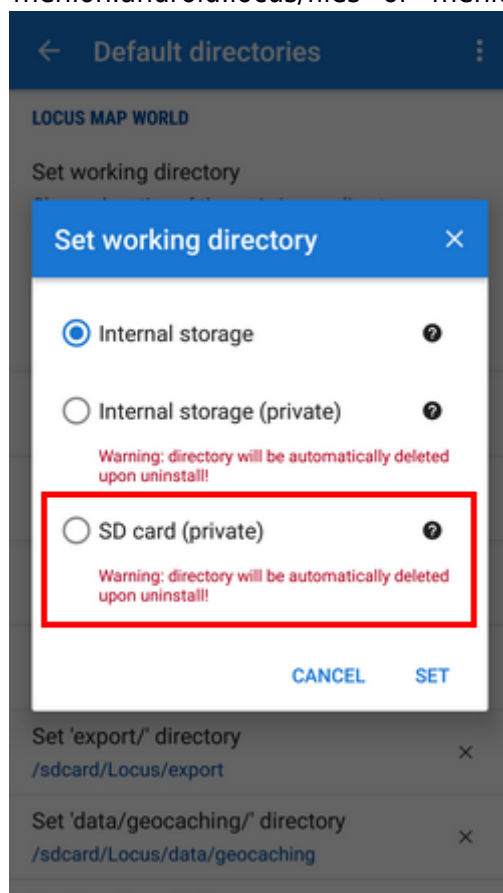 Default directories
LOCUS MAP WORLD
Set working directory
Set working directory
Internal storage
Internal storage (private)
Warning: directory will be automatically deleted
upon uninstall!
SD card (private)
Warning: directory will be automatically deleted
upon uninstall!
CANCEL SET
Set 'export/' directory
/sdcard/Locus/export
Set 'data/geocaching/' directory
/sdcard/Locus/data/geocaching